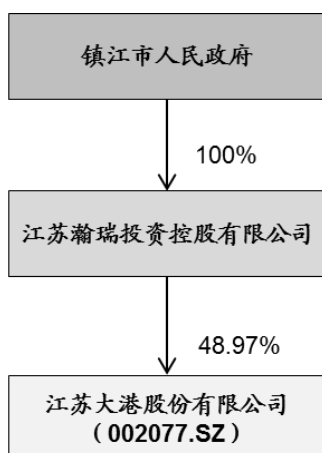 镇江市人民政府
100%
江苏瀚瑞投资控股有限公司
48.97%
江苏大港股份有限公司
（002077.SZ）